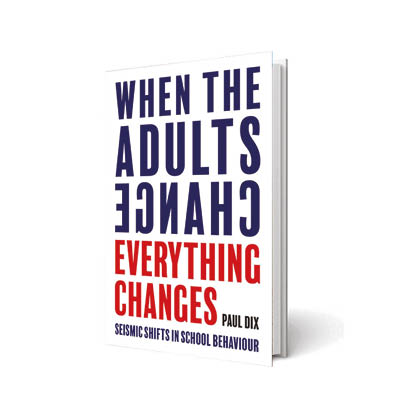 WHEN THE
ADULTS
CHANGE
EVERYTHING
CHANGES
PAUL DIX
SEISMIC SHIFTS IN SCHOOL BEHAVIOUR